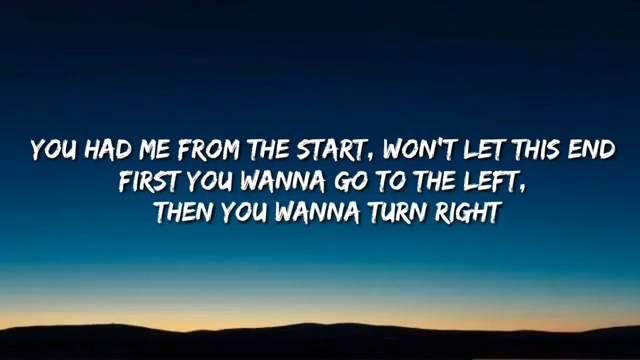 YOU HAD ME FROM THE START, WON'T LET THIS END
FIRST YOU WANNA GO TO THE LEFT,
THEN YOU WANNA TURN RIGHT